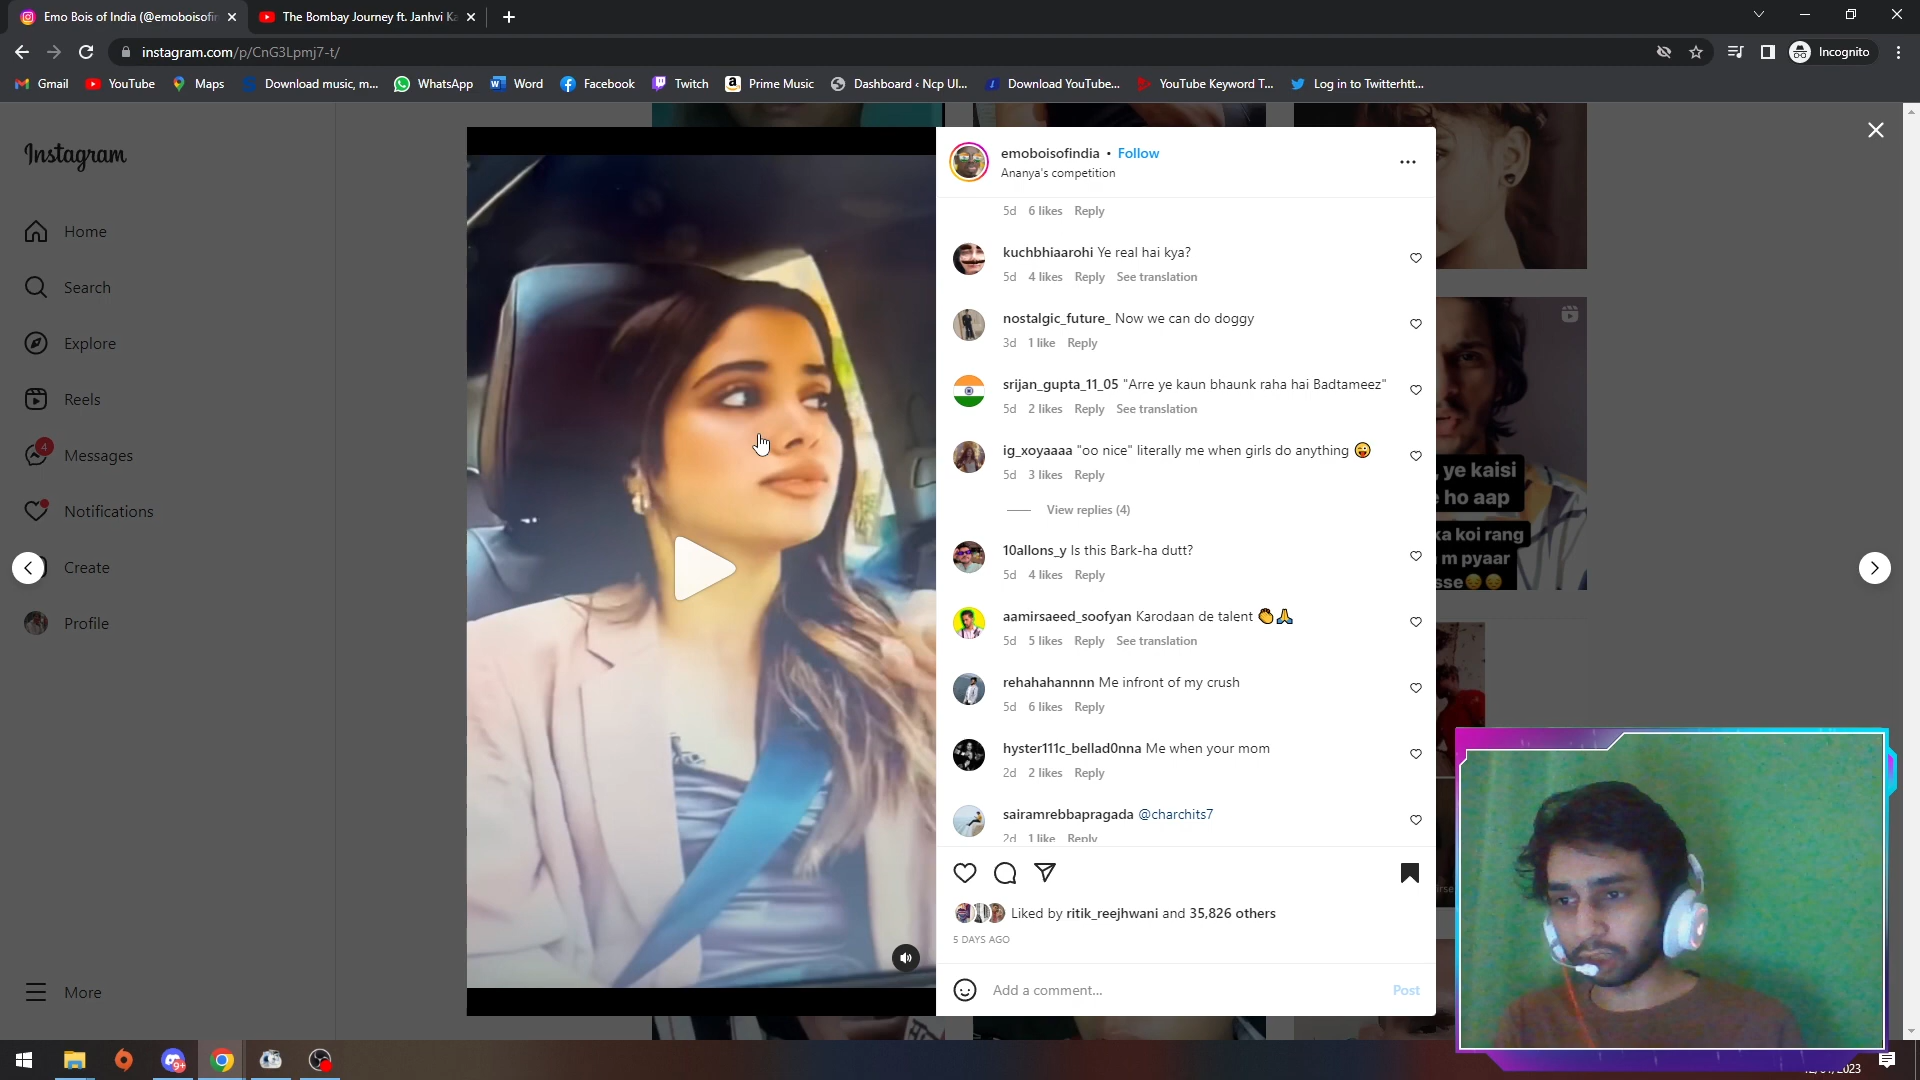 Emo Bois of India (@emoboisofin
The Bombay Journey ft. Janhvi Ka
instagram.com/p/CnG3Lpmj7-t/
Incognito
Gmail
YouTube
Maps
Download music, m...
WhatsApp
Word
Facebook
Twitch
Prime Music
Dashboard ‹ Ncp Ul...
Download YouTube...
YouTube Keyword T...
Log in to Twitterhtt...
Instagram
Home
Search
Explore
Reels
4
Messages
Notifications
Create
Profile
More
emoboisofindia • Follow
Ananya's competition
5d 6 likes Reply
kuchbhiaarohi Ye real hai kya?
5d 4 likes Reply See translation
nostalgic_future_ Now we can do doggy
3d 1 like Reply
srijan_gupta_11_05 "Arre ye kaun bhaunk raha hai Badtameez"
5d 2 likes Reply See translation
ig_xoyaaaa "oo nice" literally me when girls do anything 😜
5d 3 likes Reply
View replies (4)
10allons_y Is this Bark-ha dutt?
5d 4 likes Reply
aamirsaeed_soofyan Karodaan de talent 👏🙏
5d 5 likes Reply See translation
rehahahannnn Me infront of my crush
5d 6 likes Reply
hyster111c_bellad0nna Me when your mom
2d 2 likes Reply
sairamrebbapragada @charchits7
2d 1 like Reply
Liked by ritik_reejhwani and 35,826 others
5 DAYS AGO
Add a comment...
Post
, ye kaisi
ho aap
ka koi rang
m pyaar
sse😔😔
9+